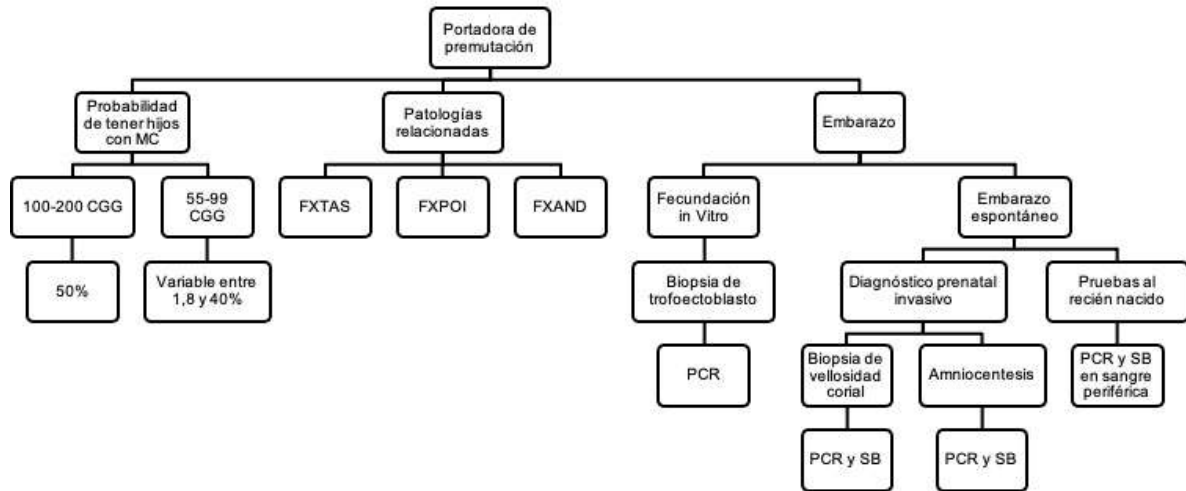 Portadora de
premutación
Probabilidad
de tener hijos
con MC
Patologías
relacionadas
Embarazo
100-200 CGG
55-99
CGG
FXTAS
FXPOI
FXAND
Fecundación
in Vitro
Embarazo
espontáneo
50%
Variable entre
1,8 y 40%
Biopsia de
trofoectoblasto
Diagnóstico prenatal
invasivo
Pruebas al
recién nacido
PCR
Biopsia de
vellosidad
corial
Amniocentesis
PCR y SB
en sangre
periférica
PCR y SB
PCR y SB